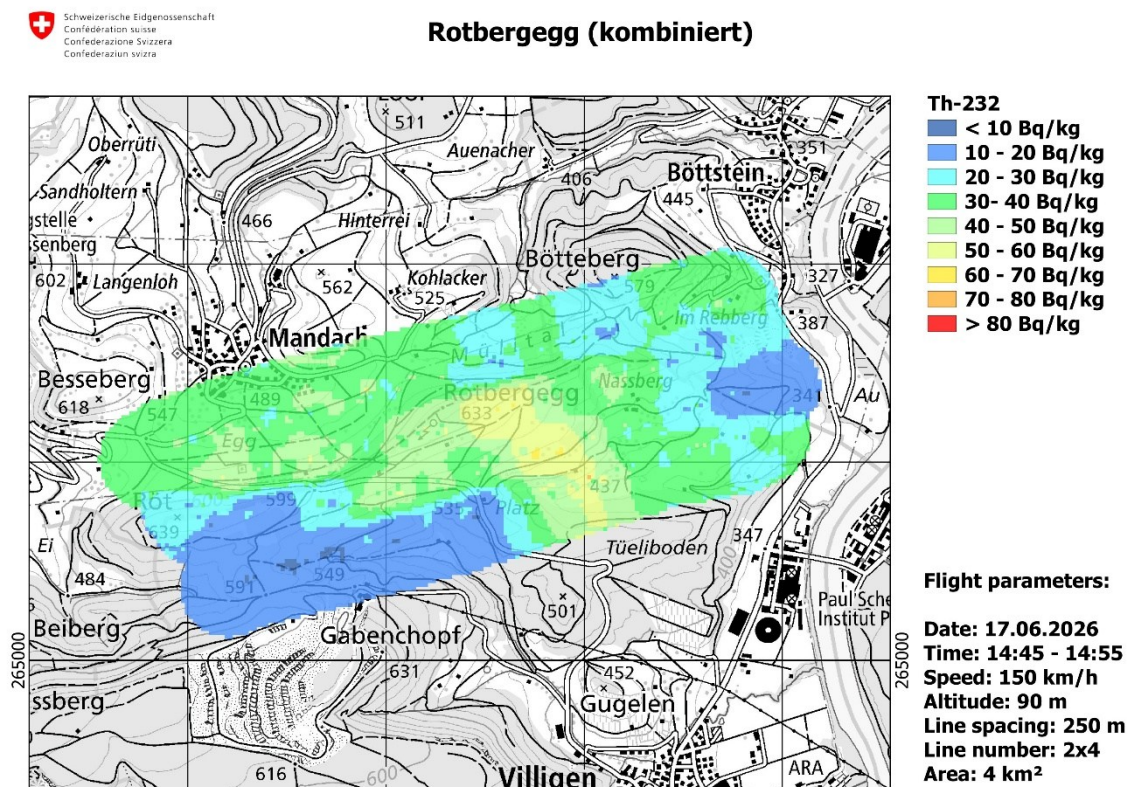 Schweizerische Eidgenossenschaft
Confédération suisse
Confederazione Svizzera
Confederaziun svizra
Rotbergegg (kombiniert)
511
Oberrüti
Auenacher
351
Sandholtern
406
Böttstein
445
466
Hinterrei
gstelle
senberg
Bötteberg
602
Langenloh
562
Kohlacker
525
579
327
Im Rebberg
387
Mandach
Müllita
Besseberg
618
489
Rotbergegg
Nassberg
341
Au
547
633
Egg
437
Röt
599
535
Platz
639
Ei
347
Tüeliboden
400
484
591
549
501
Paul Sche
Institut P
Beiberg
Gabenchopf
265000
265000
631
452
ssberg
Gugelen
616
600
Villigen
ARA
Th-232
< 10 Bq/kg
10 - 20 Bq/kg
20 - 30 Bq/kg
30- 40 Bq/kg
40 - 50 Bq/kg
50 - 60 Bq/kg
60 - 70 Bq/kg
70 - 80 Bq/kg
> 80 Bq/kg
Flight parameters:
Date: 17.06.2026
Time: 14:45 - 14:55
Speed: 150 km/h
Altitude: 90 m
Line spacing: 250 m
Line number: 2x4
Area: 4 km²